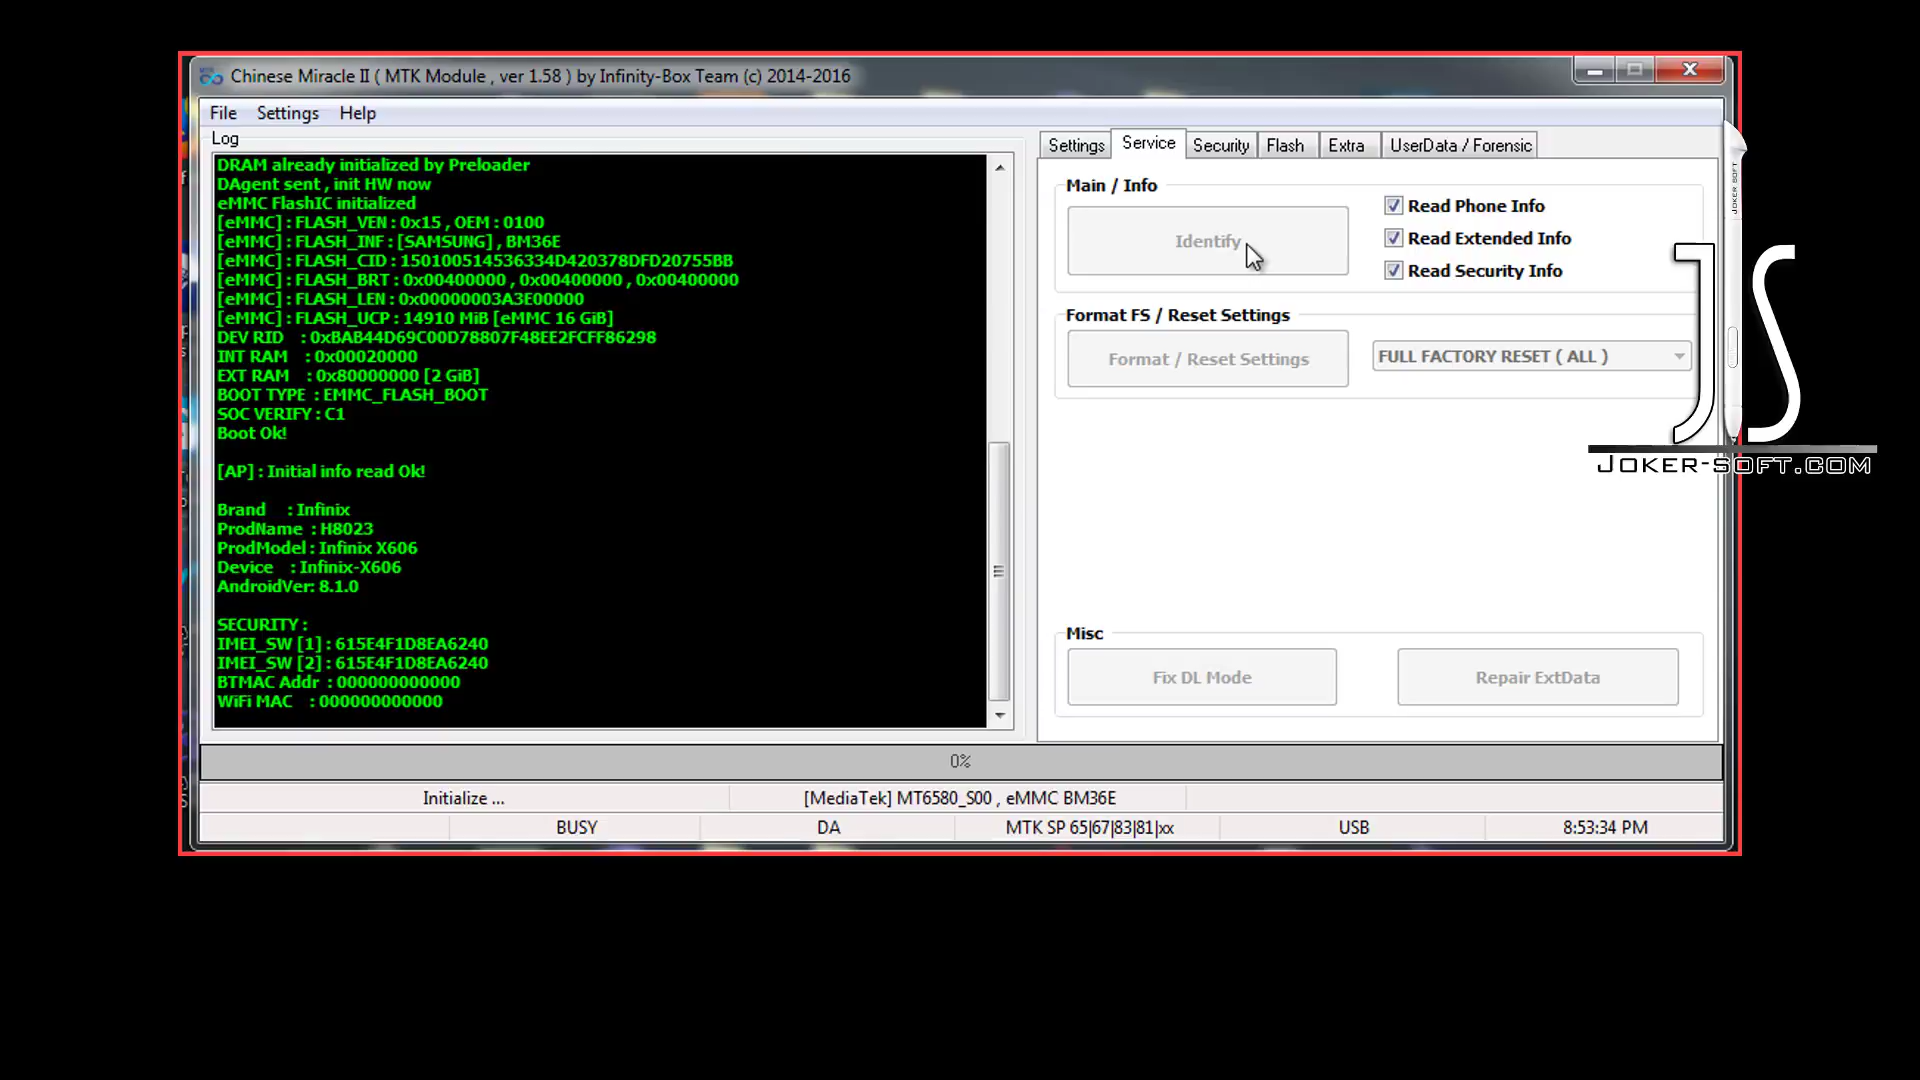 Chinese Miracle II ( MTK Module , ver 1.58 ) by Infinity-Box Team (c) 2014-2016
File Settings Help
Log
DRAM already initialized by Preloader
DAgent sent , init HW now
eMMC FlashIC initialized
[eMMC] : FLASH_VEN : 0x15 , OEM : 0100
[eMMC] : FLASH_INF : [SAMSUNG] , BM36E
[eMMC] : FLASH_CID : 150100514536334D420378DFD20755BB
[eMMC] : FLASH_BRT : 0x00400000 , 0x00400000 , 0x00400000
[eMMC] : FLASH_LEN : 0x00000003A3E00000
[eMMC] : FLASH_UCP : 14910 MiB [eMMC 16 GiB]
DEV RID : 0xBAB44D69C00D78807F48EE2FCFF86298
INT RAM : 0x00020000
EXT RAM : 0x80000000 [2 GiB]
BOOT TYPE : EMMC_FLASH_BOOT
SOC VERIFY : C1
Boot Ok!
[AP] : Initial info read Ok!
Brand : Infinix
ProdName : H8023
ProdModel : Infinix X606
Device : Infinix-X606
AndroidVer: 8.1.0
SECURITY :
IMEI_SW [1] : 615E4F1D8EA6240
IMEI_SW [2] : 615E4F1D8EA6240
BTMAC Addr : 000000000000
WiFi MAC : 000000000000
Settings Service Security Flash Extra UserData / Forensic
Main / Info
Identify
Read Phone Info
Read Extended Info
Read Security Info
Format FS / Reset Settings
Format / Reset Settings
FULL FACTORY RESET ( ALL )
Misc
Fix DL Mode
Repair ExtData
JOKER SOFT
JS
JOKER-SOFT.COM
0%
Initialize ... [MediaTek] MT6580_S00 , eMMC BM36E
BUSY DA MTK SP 65|67|83|81|xx USB 8:53:34 PM